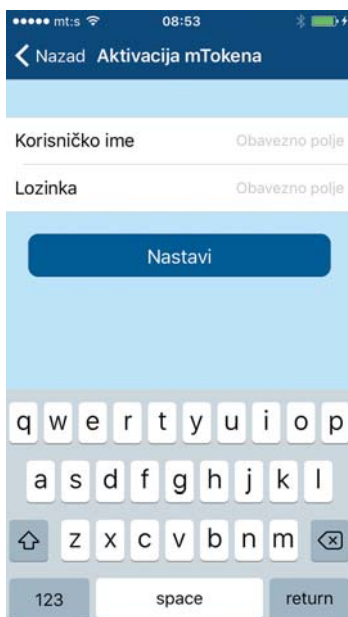 mt:s 08:53
Nazad Aktivacija mTokena
Korisničko ime Obavezno polje
Lozinka Obavezno polje
Nastavi
q w e r t y u i o p
a s d f g h j k l
z x c v b n m
123 space return